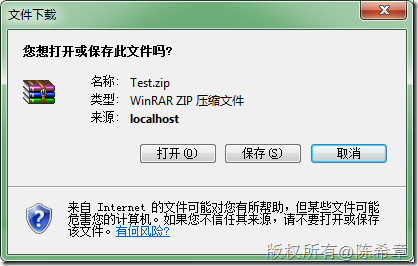 文件下载
您想打开或保存此文件吗?
名称: Test.zip
类型: WinRAR ZIP 压缩文件
来源: localhost
打开(O) 保存(S) 取消
来自 Internet 的文件可能对您有所帮助，但某些文件可能
危害您的计算机。如果您不信任其来源，请不要打开或保存
该文件。有何风险?
版权所有@陈希章